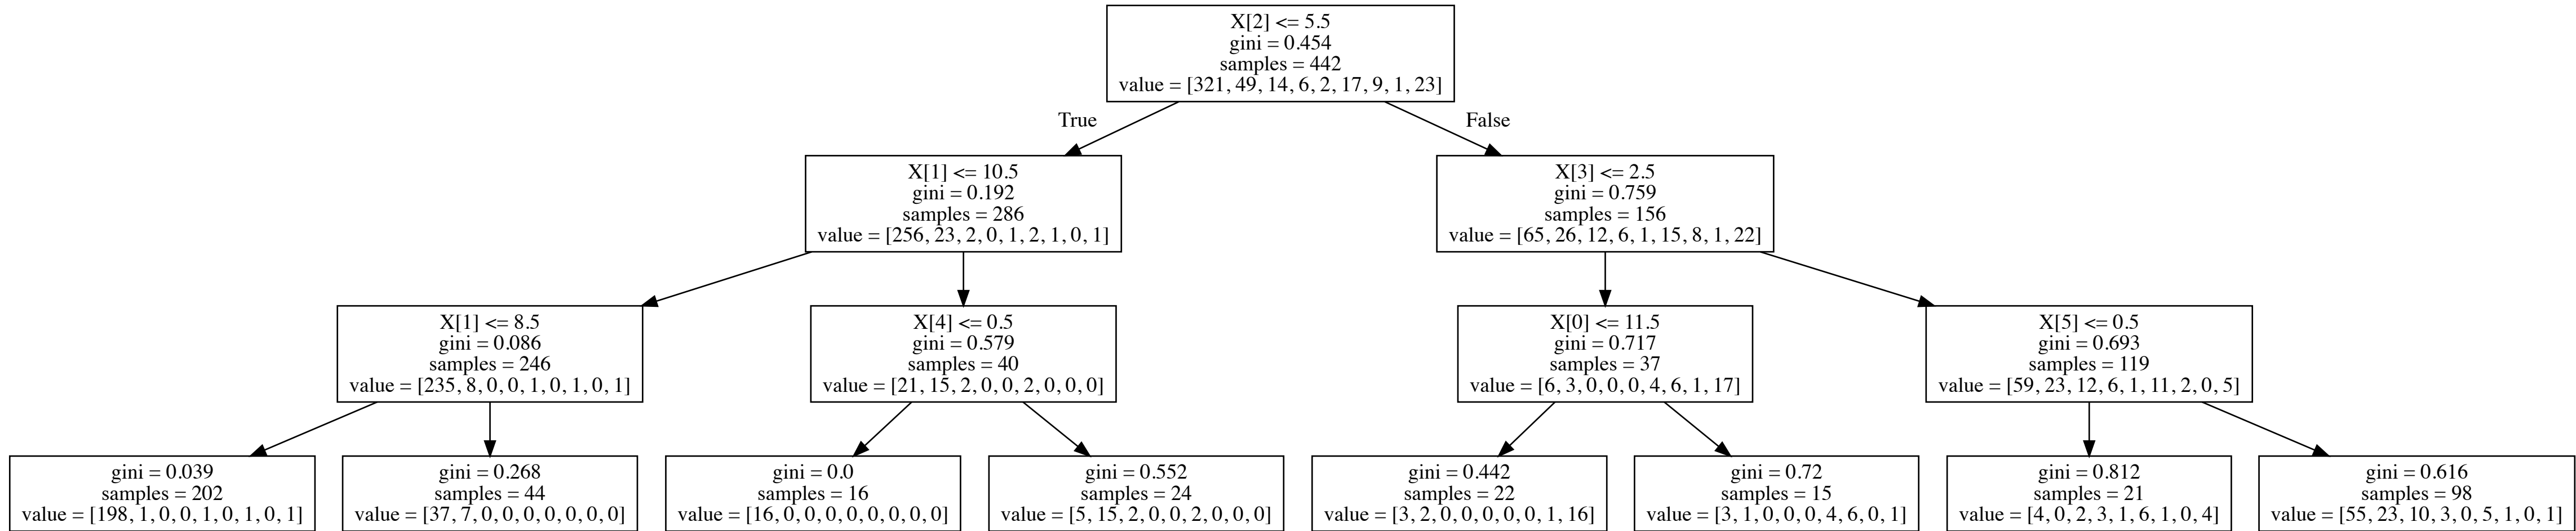 X[2] <= 5.5
gini = 0.454
samples = 442
value = [321, 49, 14, 6, 2, 17, 9, 1, 23]
True
False
X[1] <= 10.5
gini = 0.192
samples = 286
value = [256, 23, 2, 0, 1, 2, 1, 0, 1]
X[3] <= 2.5
gini = 0.759
samples = 156
value = [65, 26, 12, 6, 1, 15, 8, 1, 22]
X[1] <= 8.5
gini = 0.086
samples = 246
value = [235, 8, 0, 0, 1, 0, 1, 0, 1]
X[4] <= 0.5
gini = 0.579
samples = 40
value = [21, 15, 2, 0, 0, 2, 0, 0, 0]
X[0] <= 11.5
gini = 0.717
samples = 37
value = [6, 3, 0, 0, 0, 4, 6, 1, 17]
X[5] <= 0.5
gini = 0.693
samples = 119
value = [59, 23, 12, 6, 1, 11, 2, 0, 5]
gini = 0.039
samples = 202
value = [198, 1, 0, 0, 1, 0, 1, 0, 1]
gini = 0.268
samples = 44
value = [37, 7, 0, 0, 0, 0, 0, 0, 0]
gini = 0.0
samples = 16
value = [16, 0, 0, 0, 0, 0, 0, 0, 0]
gini = 0.552
samples = 24
value = [5, 15, 2, 0, 0, 2, 0, 0, 0]
gini = 0.442
samples = 22
value = [3, 2, 0, 0, 0, 0, 0, 1, 16]
gini = 0.72
samples = 15
value = [3, 1, 0, 0, 0, 4, 6, 0, 1]
gini = 0.812
samples = 21
value = [4, 0, 2, 3, 1, 6, 1, 0, 4]
gini = 0.616
samples = 98
value = [55, 23, 10, 3, 0, 5, 1, 0, 1]